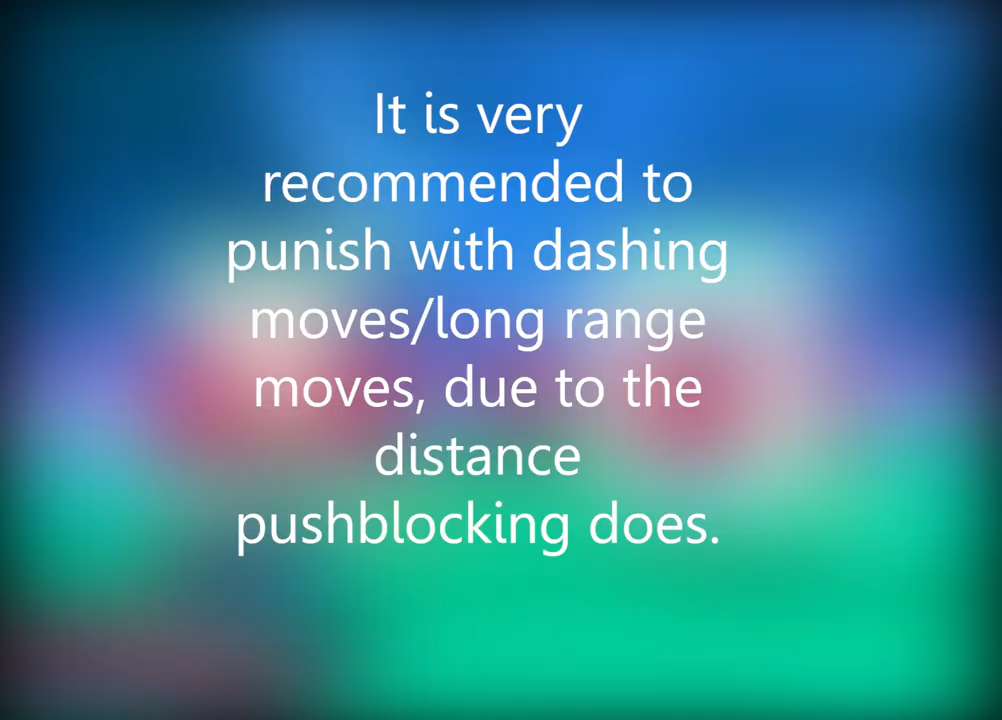 It is very
recommended to
punish with dashing
moves/long range
moves, due to the
distance
pushblocking does.